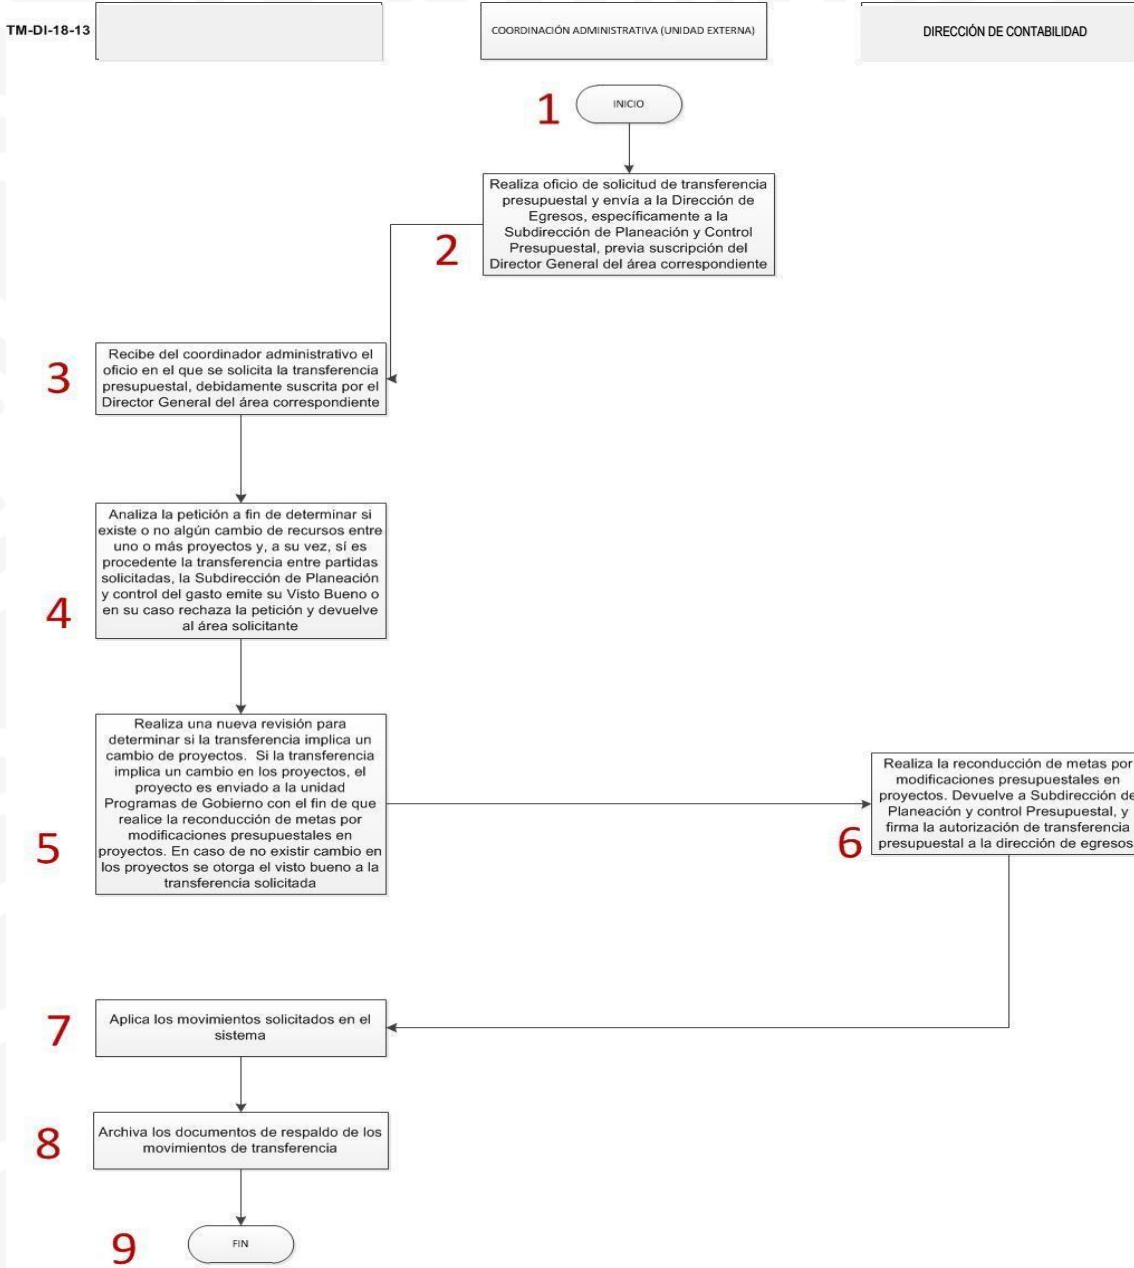 TM-DI-18-13
COORDINACIÓN ADMINISTRATIVA (UNIDAD EXTERNA)
DIRECCIÓN DE CONTABILIDAD
1
INICIO
Realiza oficio de solicitud de transferencia
presupuestal y envía a la Dirección de
Egresos, específicamente a la
Subdirección de Planeación y Control
Presupuestal, previa suscripción del
Director General del área correspondiente
2
3
Recibe del coordinador administrativo el
oficio en el que se solicita la transferencia
presupuestal, debidamente suscrita por el
Director General del área correspondiente
4
Analiza la petición a fin de determinar si
existe o no algún cambio de recursos entre
uno o más proyectos y, a su vez, sí es
procedente la transferencia entre partidas
solicitadas, la Subdirección de Planeación
y control del gasto emite su Visto Bueno o
en su caso rechaza la petición y devuelve
al área solicitante
5
Realiza una nueva revisión para
determinar si la transferencia implica un
cambio de proyectos. Si la transferencia
implica un cambio en los proyectos, el
proyecto es enviado a la unidad
Programas de Gobierno con el fin de que
realice la reconducción de metas por
modificaciones presupuestales en
proyectos. En caso de no existir cambio en
los proyectos se otorga el visto bueno a la
transferencia solicitada
6
Realiza la reconducción de metas por
modificaciones presupuestales en
proyectos. Devuelve a Subdirección de
Planeación y control Presupuestal, y
firma la autorización de transferencia
presupuestal a la dirección de egresos
7
Aplica los movimientos solicitados en el
sistema
8
Archiva los documentos de respaldo de los
movimientos de transferencia
9
FIN